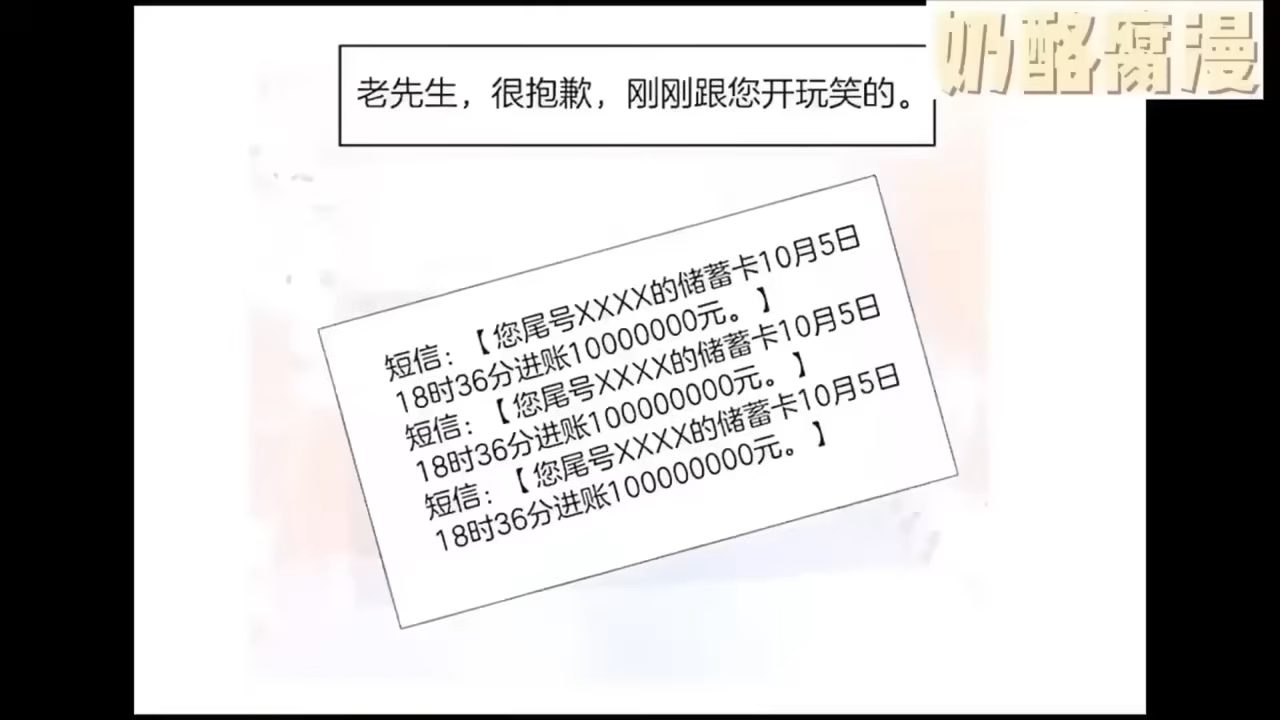 奶酪腐漫
老先生，很抱歉，刚刚跟您开玩笑的。
短信：【您尾号XXXX的储蓄卡10月5日
18时36分进账10000000元。】
短信：【您尾号XXXX的储蓄卡10月5日
18时36分进账100000000元。】
短信：【您尾号XXXX的储蓄卡10月5日
18时36分进账100000000元。】